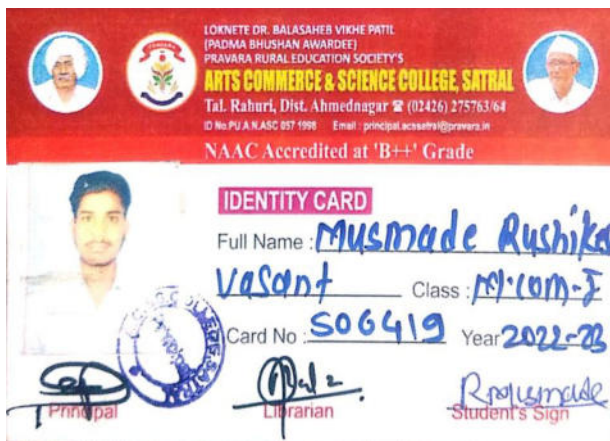 LOKNETE DR. BALASAHEB VIKHE PATIL
(PADMA BHUSHAN AWARDEE)
PRAVARA RURAL EDUCATION SOCIETY'S
ARTS COMMERCE & SCIENCE COLLEGE, SATRAL
Tal. Rahuri, Dist. Ahmednagar ☎ (02426) 275763/64
ID No.PU.A.N.ASC 057 1998 Email : principal.acssatral@pravara.in
NAAC Accredited at 'B++' Grade
IDENTITY CARD
Full Name : Musmade Rushike
Vasant Class : M.com-I
Card No : S06419 Year 2022-23
Rmusmade
Principal Librarian Student's Sign